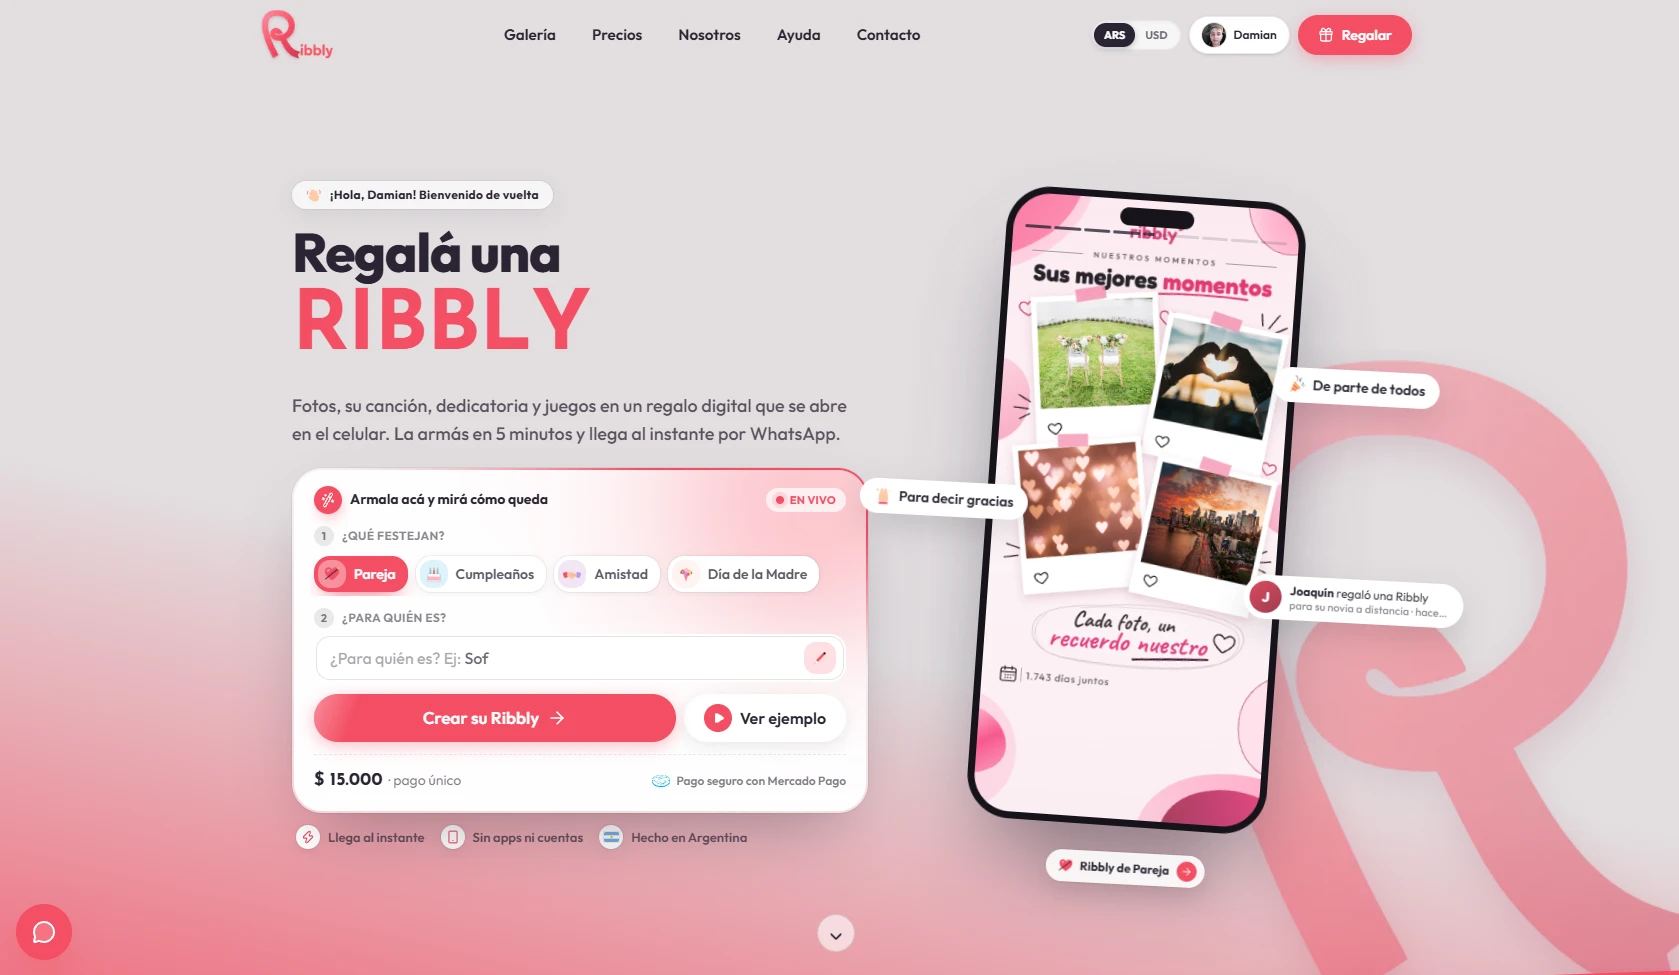 Ribbly
Galería
Precios
Nosotros
Ayuda
Contacto
ARS
USD
Damian
Regalar
¡Hola, Damian! Bienvenido de vuelta
Regalá una
RIBBLY
Fotos, su canción, dedicatoria y juegos en un regalo digital que se abre
en el celular. La armás en 5 minutos y llega al instante por WhatsApp.
Armala acá y mirá cómo queda
EN VIVO
1 ¿QUÉ FESTEJAN?
Pareja
Cumpleaños
Amistad
Día de la Madre
2 ¿PARA QUIÉN ES?
¿Para quién es? Ej: Sof
Crear su Ribbly
Ver ejemplo
$ 15.000 · pago único
Pago seguro con Mercado Pago
Llega al instante
Sin apps ni cuentas
Hecho en Argentina
ribbly
NUESTROS MOMENTOS
Sus mejores momentos
De parte de todos
Para decir gracias
J
Joaquín regaló una Ribbly
para su novia a distancia · hace...
Cada foto, un
recuerdo nuestro
1.743 días juntos
Ribbly de Pareja